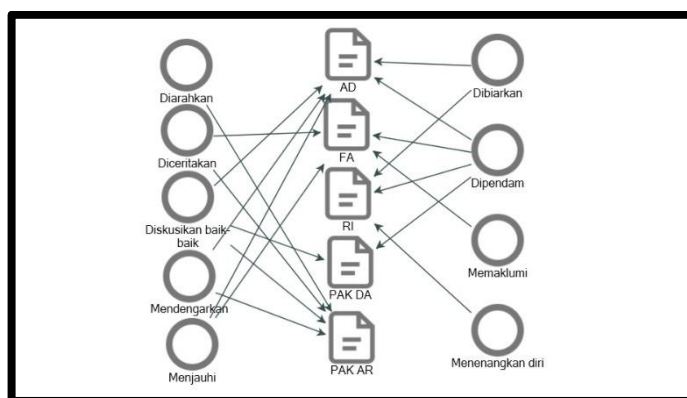 Diarahkan
Diceritakan
Diskusikan baik-
baik
Mendengarkan
Menjauhi
AD
FA
RI
PAK DA
PAK AR
Dibiarkan
Dipendam
Memaklumi
Menenangkan diri